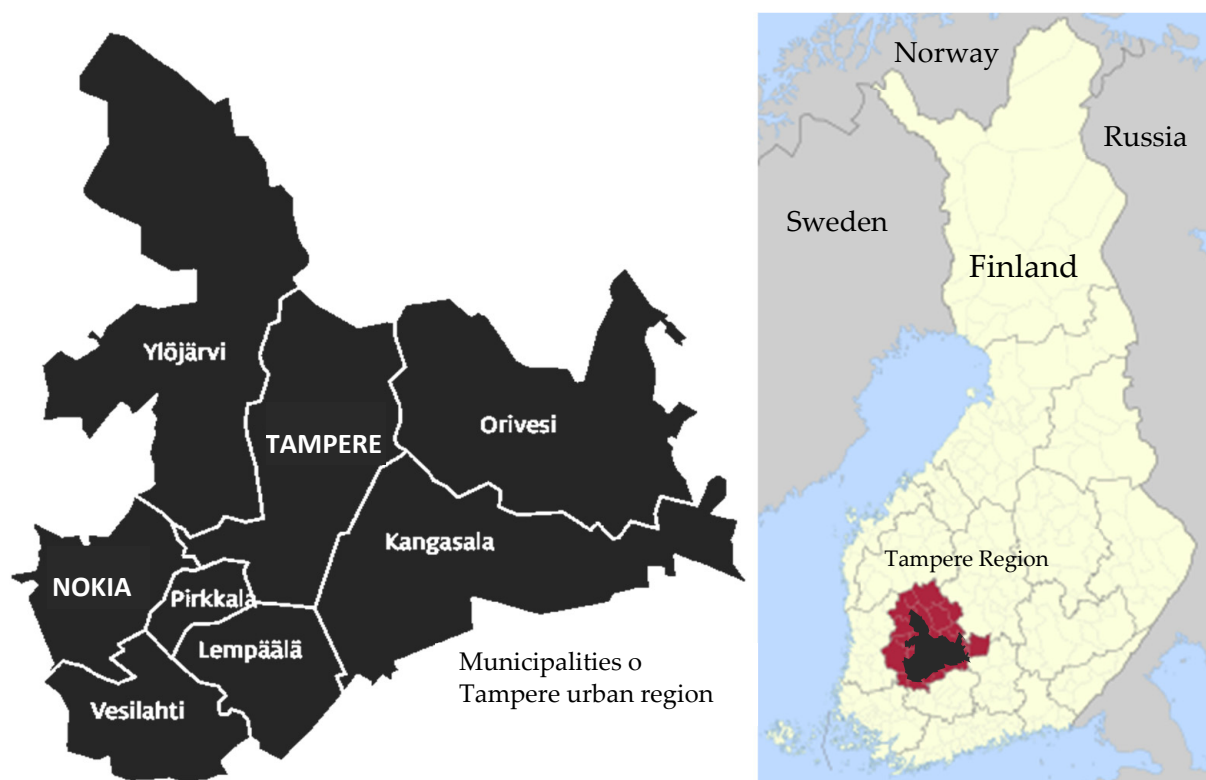 Ylöjärvi
TAMPERE
Orivesi
Kangasala
NOKIA
Pirkkala
Lempäälä
Vesilahti
Municipalities o
Tampere urban region
Norway
Russia
Sweden
Finland
Tampere Region